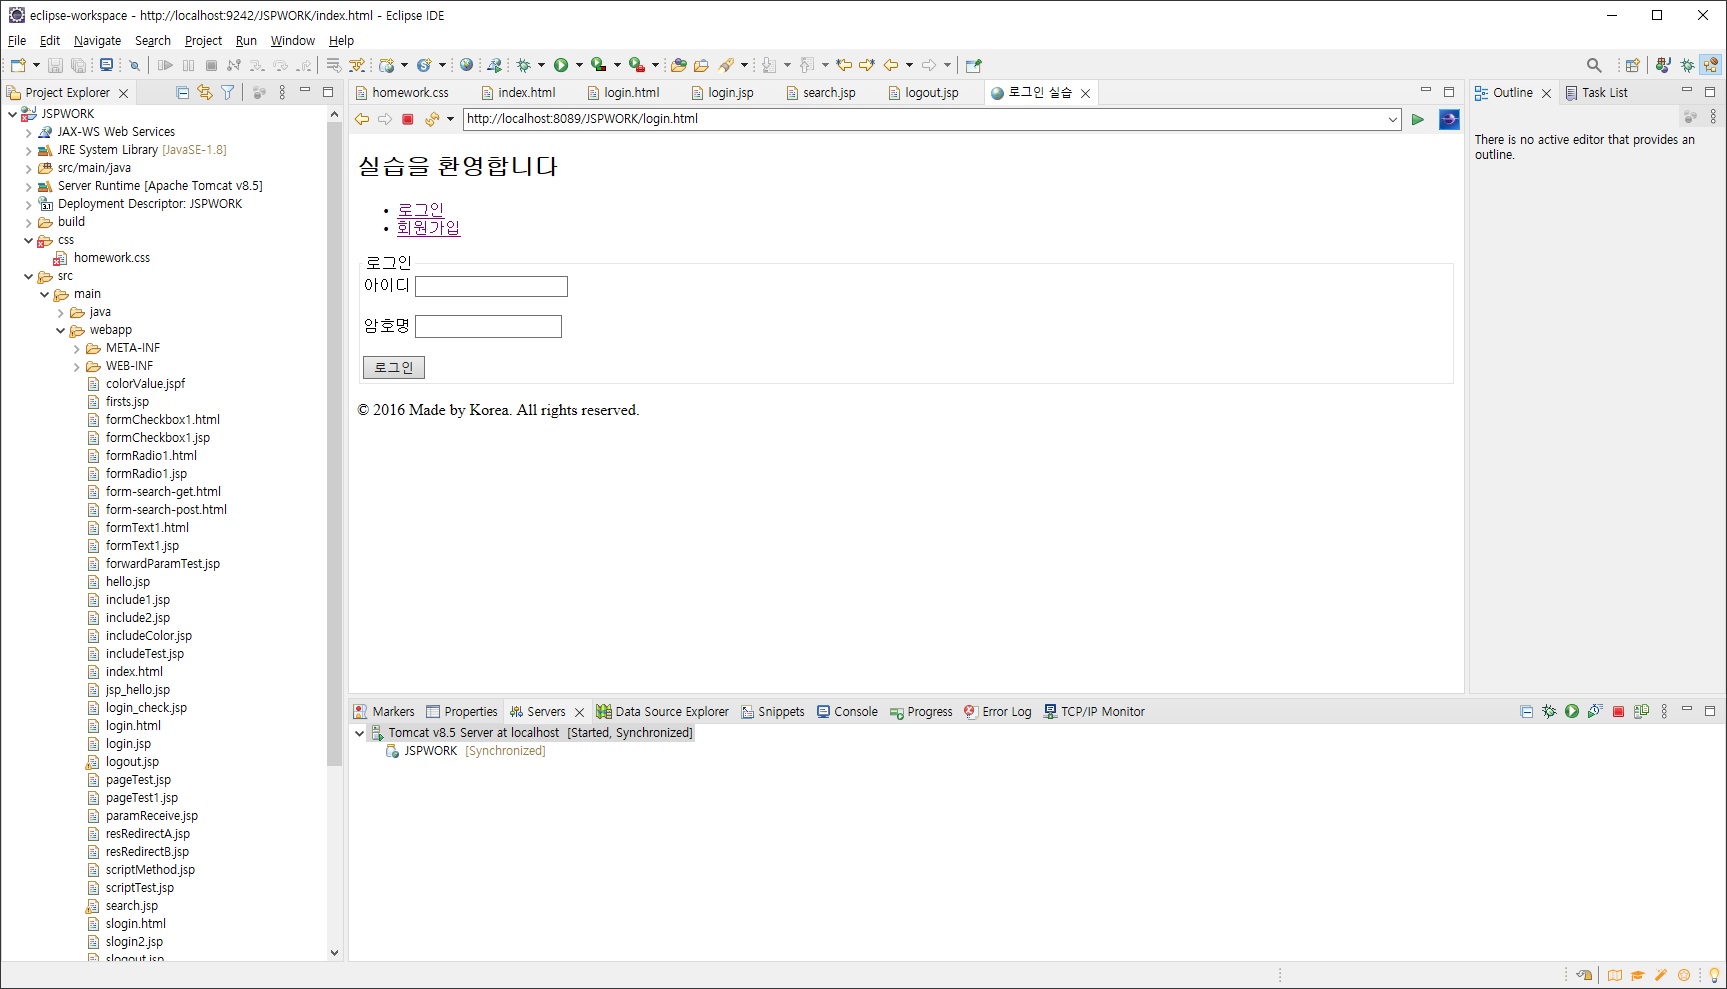 eclipse-workspace - http://localhost:9242/JSPWORK/index.html - Eclipse IDE
File Edit Navigate Search Project Run Window Help
Project Explorer
JSPWORK
JAX-WS Web Services
JRE System Library [JavaSE-1.8]
src/main/java
Server Runtime [Apache Tomcat v8.5]
Deployment Descriptor: JSPWORK
build
css
homework.css
src
main
java
webapp
META-INF
WEB-INF
colorValue.jspf
firsts.jsp
formCheckbox1.html
formCheckbox1.jsp
formRadio1.html
formRadio1.jsp
form-search-get.html
form-search-post.html
formText1.html
formText1.jsp
forwardParamTest.jsp
hello.jsp
include1.jsp
include2.jsp
includeColor.jsp
includeTest.jsp
index.html
jsp_hello.jsp
login_check.jsp
login.html
login.jsp
logout.jsp
pageTest.jsp
pageTest1.jsp
paramReceive.jsp
resRedirectA.jsp
resRedirectB.jsp
scriptMethod.jsp
scriptTest.jsp
search.jsp
slogin.html
slogin2.jsp
slogout.jsp
homework.css index.html login.html login.jsp search.jsp logout.jsp 로그인 실습
http://localhost:8089/JSPWORK/login.html
실습을 환영합니다
• 로그인
• 회원가입
로그인
아이디
암호명
로그인
© 2016 Made by Korea. All rights reserved.
Outline Task List
There is no active editor that provides an
outline.
Markers Properties Servers Data Source Explorer Snippets Console Progress Error Log TCP/IP Monitor
Tomcat v8.5 Server at localhost [Started, Synchronized]
JSPWORK [Synchronized]